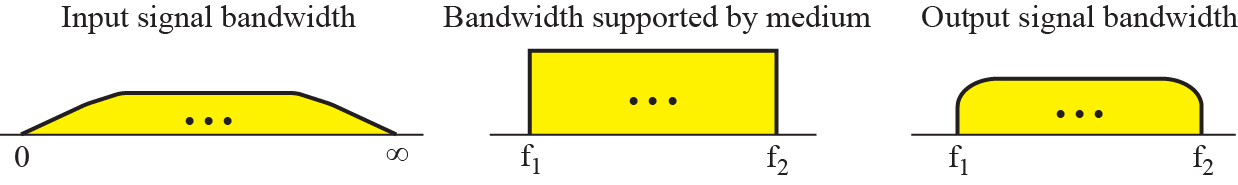 Input signal bandwidth
Bandwidth supported by medium
Output signal bandwidth
0
∞
f₁
f₂
f₁
f₂